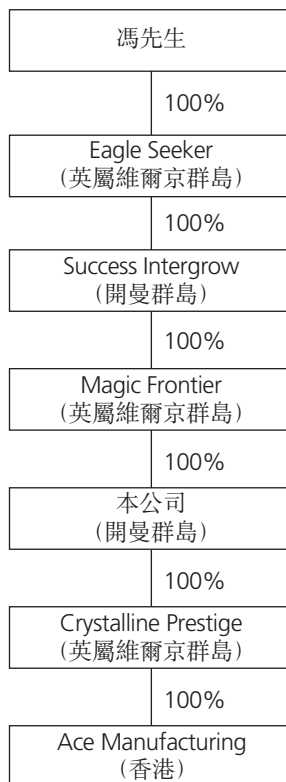 馮先生
100%
Eagle Seeker
(英屬維爾京群島)
100%
Success Intergrow
(開曼群島)
100%
Magic Frontier
(英屬維爾京群島)
100%
本公司
(開曼群島)
100%
Crystalline Prestige
(英屬維爾京群島)
100%
Ace Manufacturing
(香港)